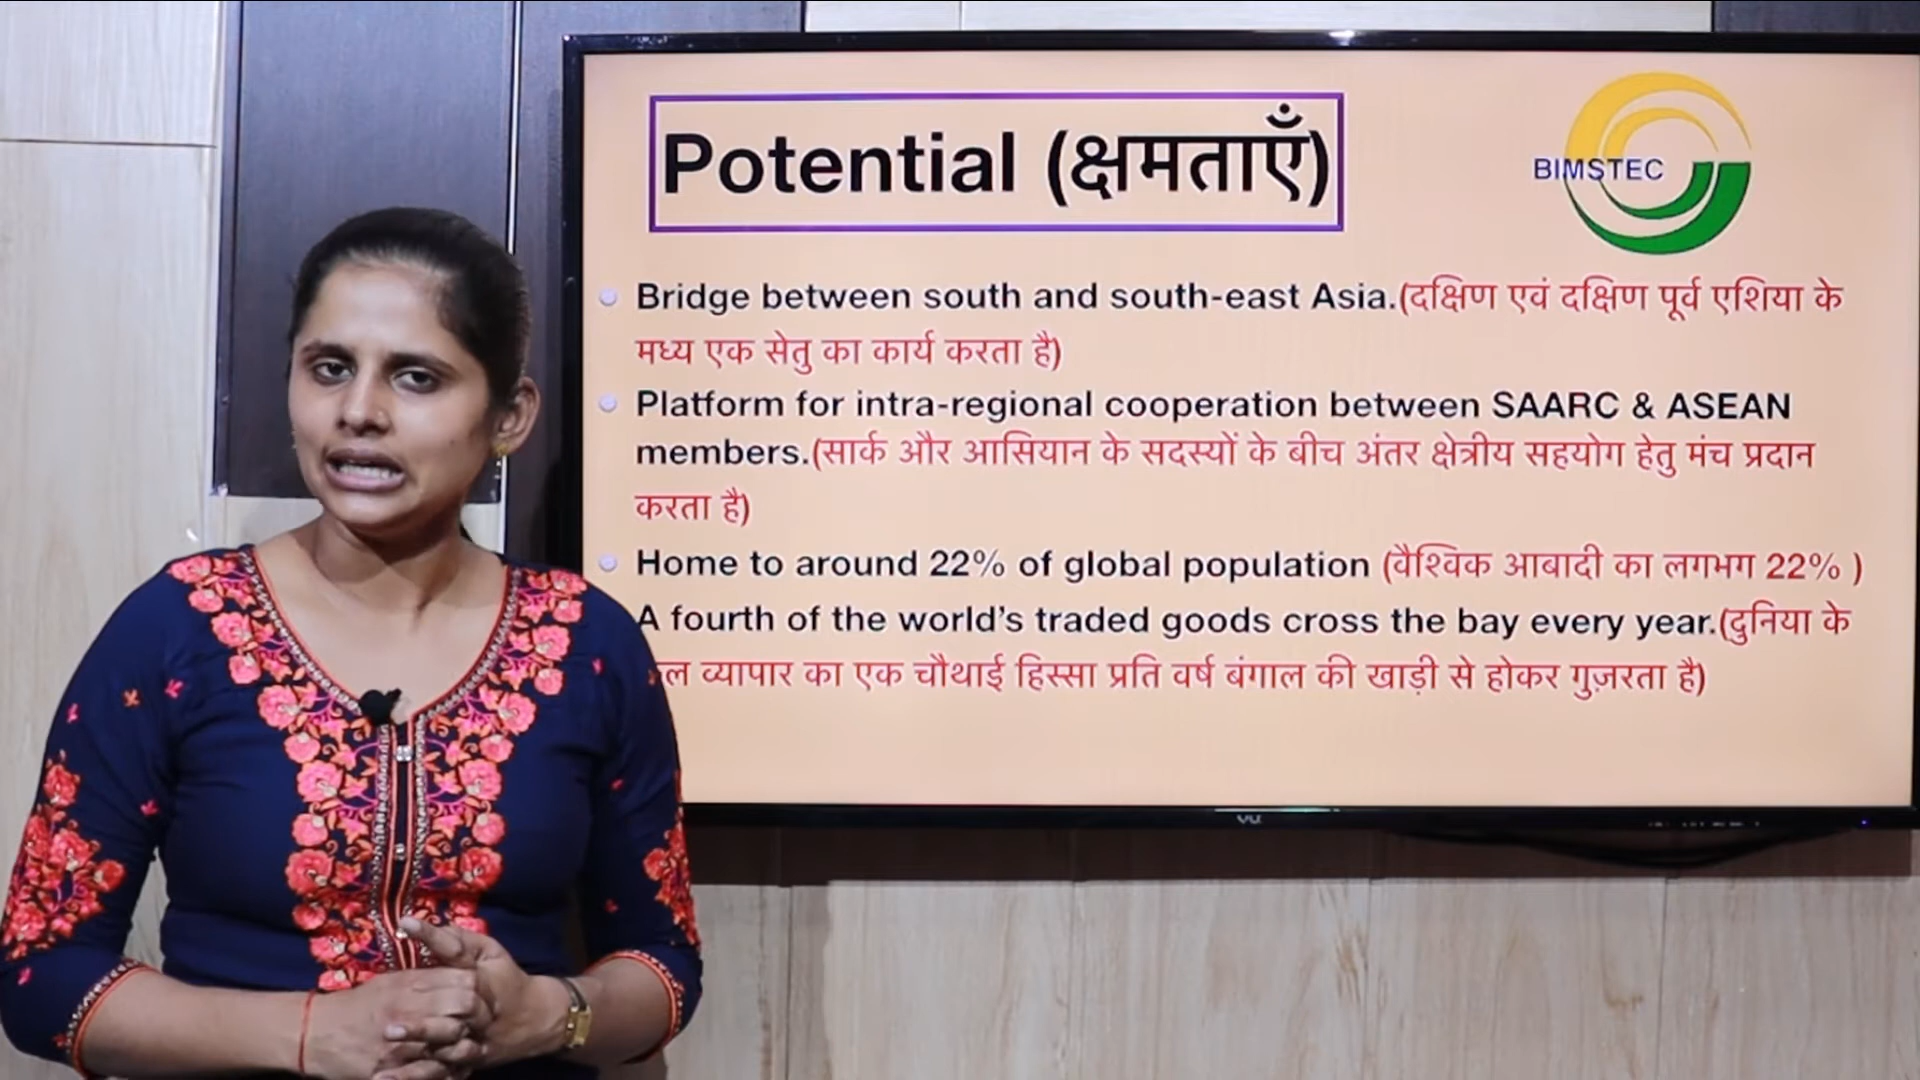 Potential (क्षमताएँ)
BIMSTEC
Bridge between south and south-east Asia.(दक्षिण एवं दक्षिण पूर्व एशिया के
मध्य एक सेतु का कार्य करता है)
Platform for intra-regional cooperation between SAARC & ASEAN
members.(सार्क और आसियान के सदस्यों के बीच अंतर क्षेत्रीय सहयोग हेतु मंच प्रदान
करता है)
Home to around 22% of global population (वैश्विक आबादी का लगभग 22% )
A fourth of the world's traded goods cross the bay every year.(दुनिया के
व्यापार का एक चौथाई हिस्सा प्रति वर्ष बंगाल की खाड़ी से होकर गुज़रता है)
VU